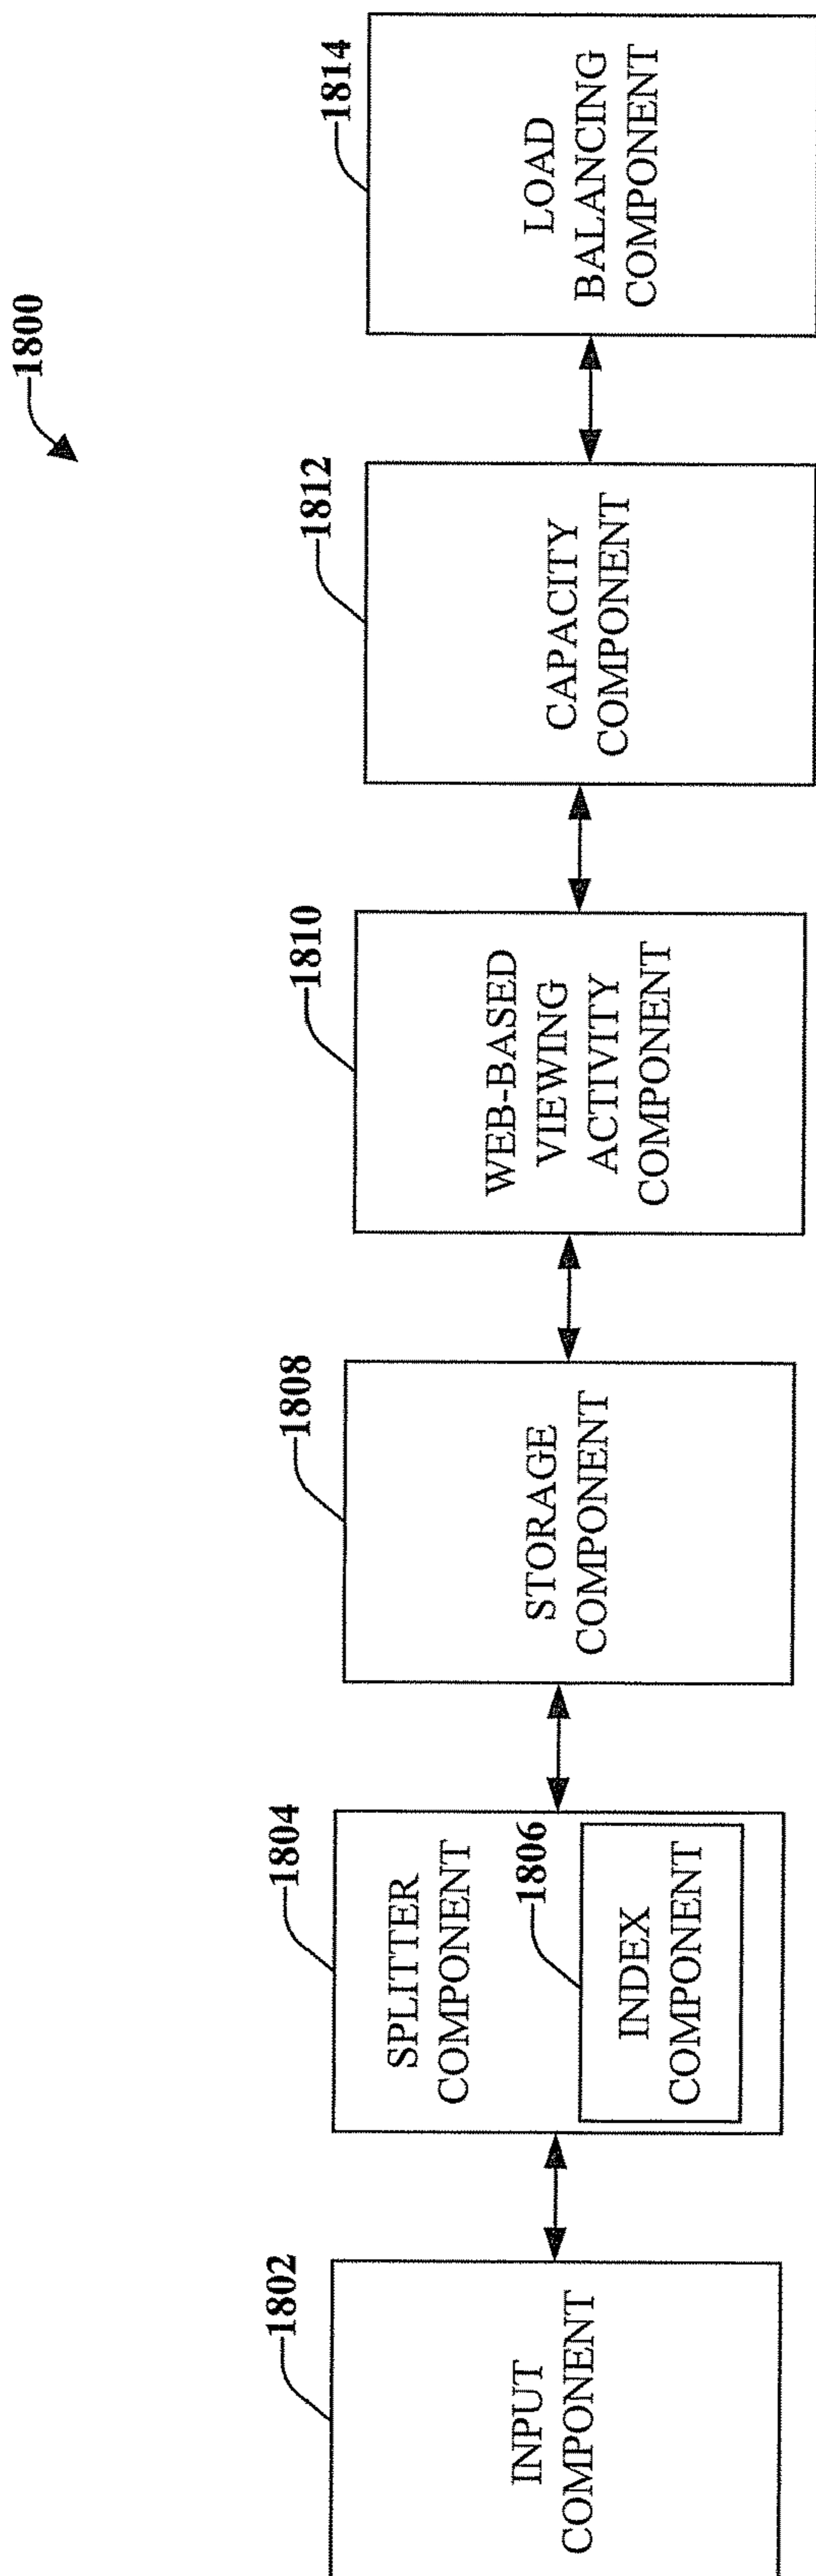 1800
1802
INPUT
COMPONENT
1804
SPLITTER
COMPONENT
1806
INDEX
COMPONENT
1808
STORAGE
COMPONENT
1810
WEB-BASED
VIEWING
ACTIVITY
COMPONENT
1812
CAPACITY
COMPONENT
1814
LOAD
BALANCING
COMPONENT